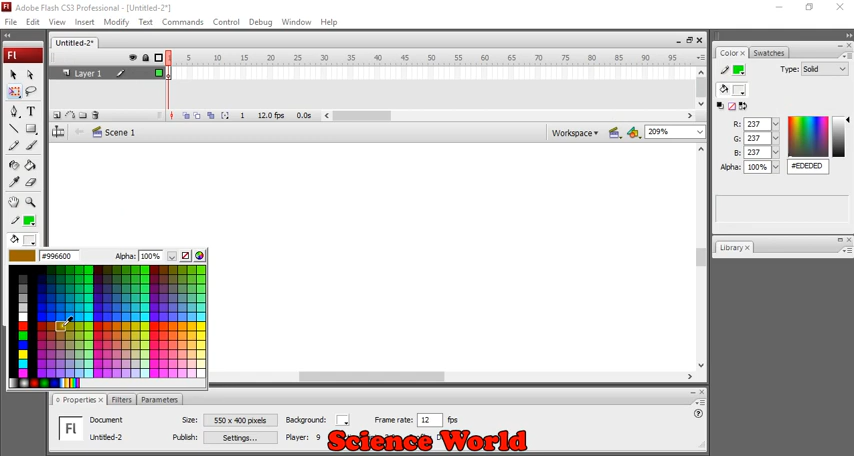 Adobe Flash CS3 Professional - [Untitled-2*]
File Edit View Insert Modify Text Commands Control Debug Window Help
Untitled-2*
5 10 15 20 25 30 35 40 45 50 55 60 65 70 75 80 85 90 95
Layer 1
1 12.0 fps 0.0s
Scene 1 Workspace 209%
Fl
#996600 Alpha: 100%
Color Swatches
Type: Solid
R: 237
G: 237
B: 237
Alpha: 100% #EDEDED
Library
Properties Filters Parameters
Fl Document Size: 550 x 400 pixels Background: Frame rate: 12 fps
Untitled-2 Publish: Settings... Player: 9
Science World